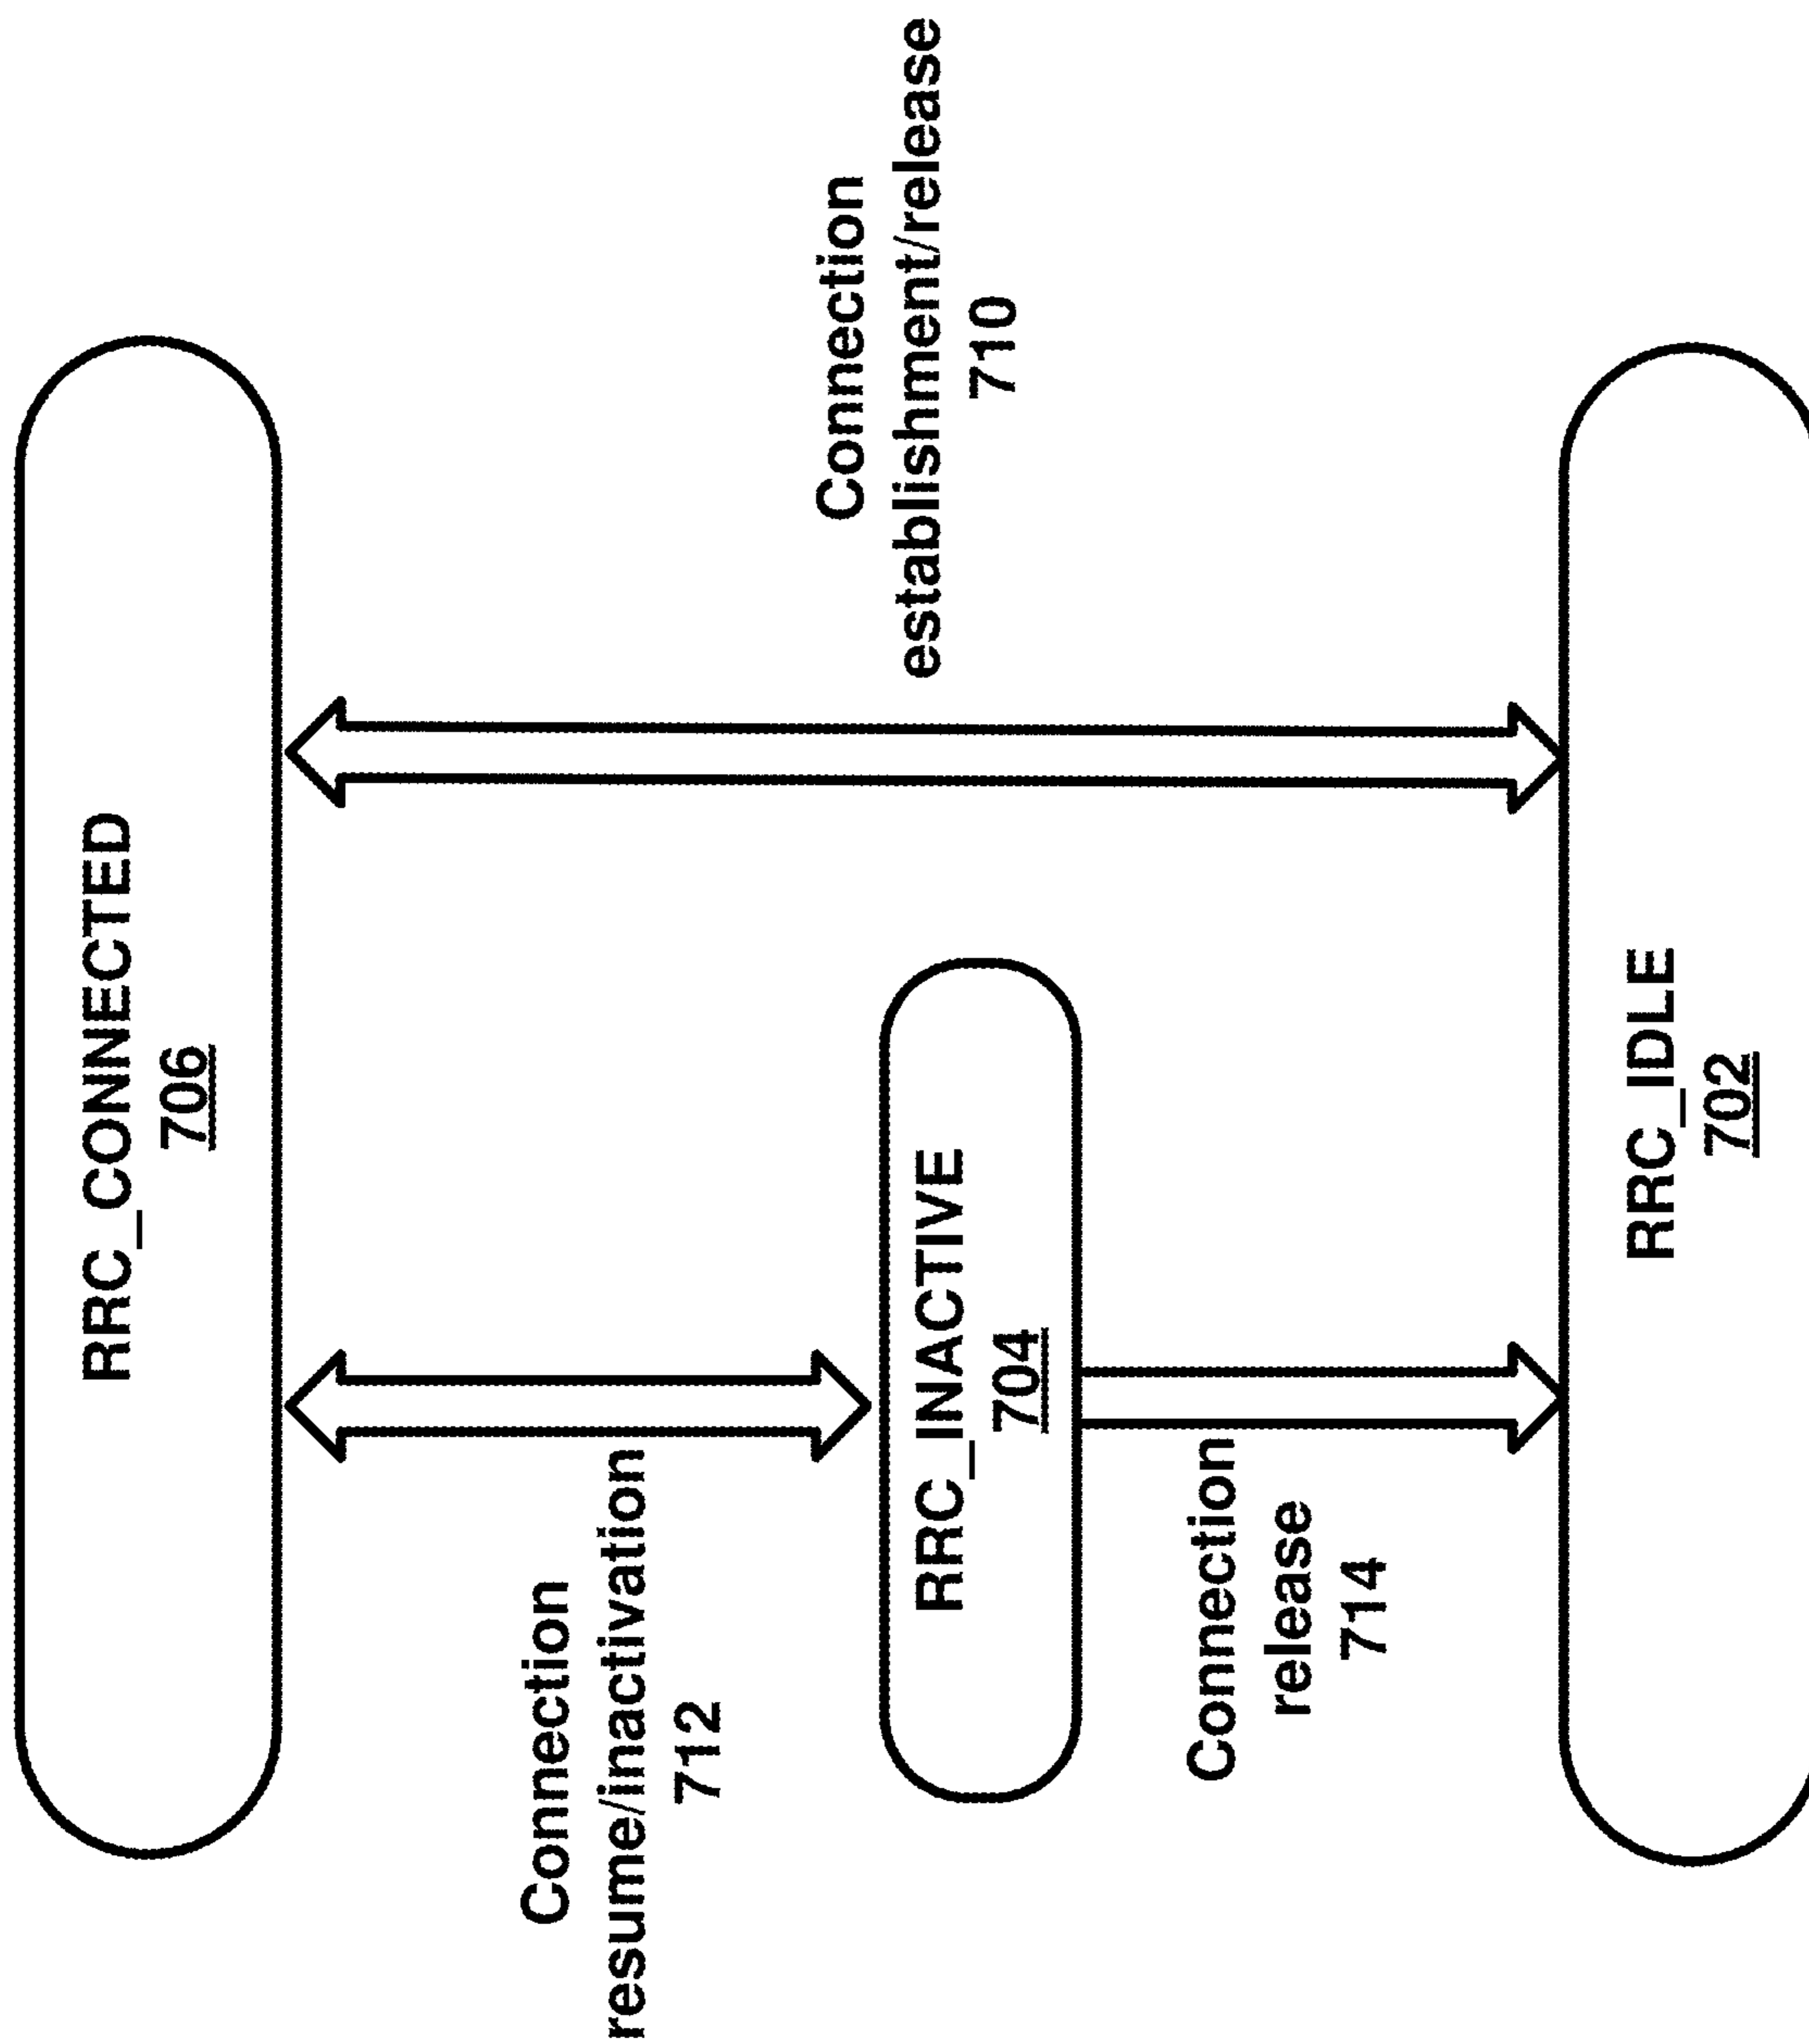 RRC_CONNECTED
706
Connection
resume/inactivation
712
Connection
establishment/release
710
RRC_INACTIVE
704
Connection
release
714
RRC_IDLE
702